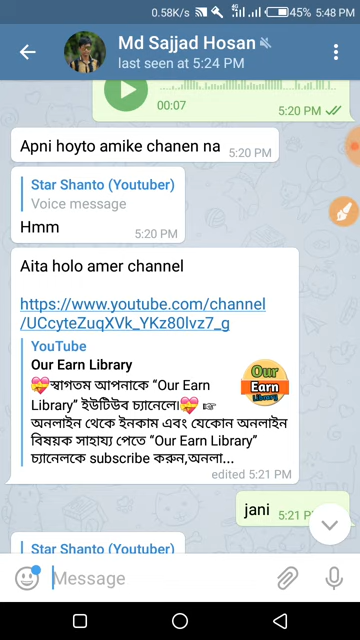 0.58K/s 4G 45% 5:48 PM
Md Sajjad Hosan
last seen at 5:24 PM
00:07 5:20 PM
Apni hoyto amike chanen na 5:20 PM
Star Shanto (Youtuber)
Voice message
Hmm 5:20 PM
Aita holo amer channel
https://www.youtube.com/channel
/UCcyteZuqXVk_YKz80lvz7_g
YouTube
Our Earn Library
💝স্বাগতম আপনাকে “Our Earn
Library” ইউটিউব চ্যানেলে।💝 ☞
অনলাইন থেকে ইনকাম এবং যেকোন অনলাইন
বিষয়ক সাহায্য পেতে “Our Earn Library”
চ্যানেলকে subscribe করুন,অনলা...
Our
Earn
Library
edited 5:21 PM
jani 5:21 PM
Star Shanto (Youtuber)
Message